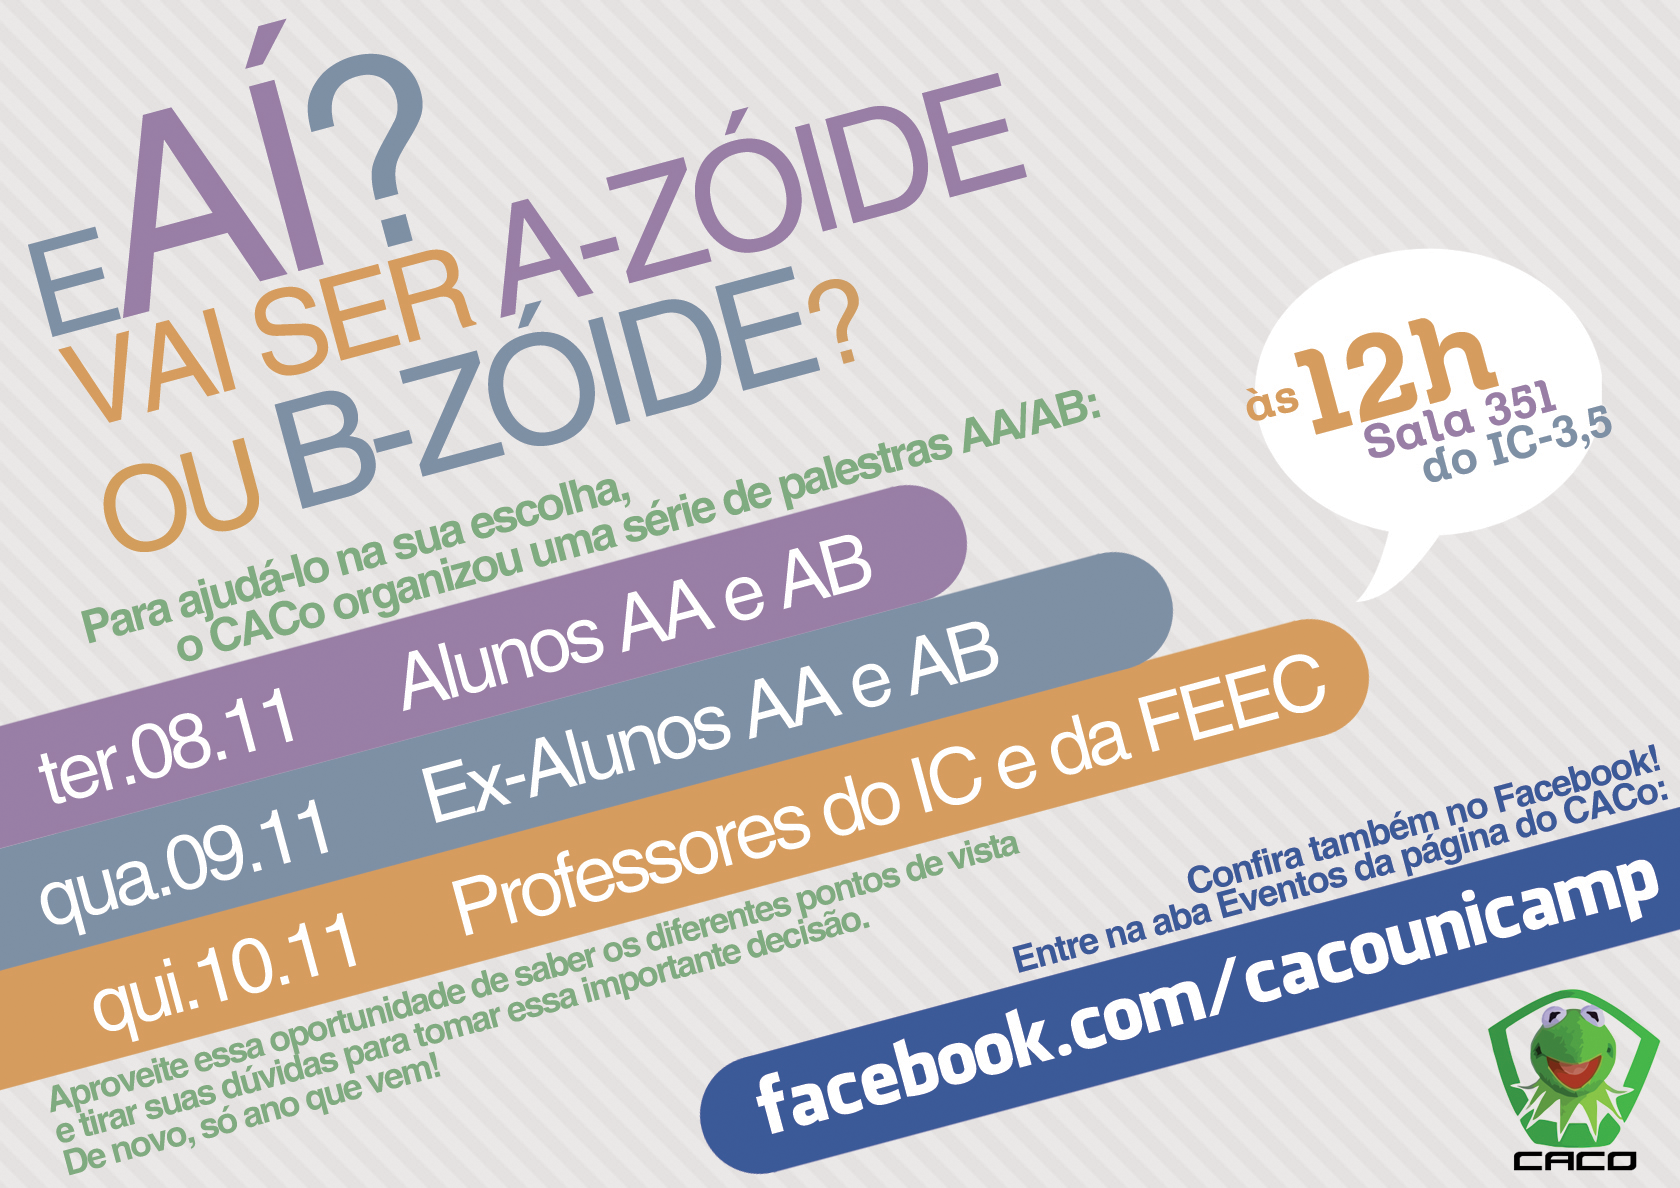 E AÍ?
VAI SER A-ZÓIDE
OU B-ZÓIDE?
Para ajudá-lo na sua escolha,
o CACo organizou uma série de palestras AA/AB:
ter.08.11 Alunos AA e AB
qua.09.11 Ex-Alunos AA e AB
qui.10.11 Professores do IC e da FEEC
Aproveite essa oportunidade de saber os diferentes pontos de vista
e tirar suas dúvidas para tomar essa importante decisão.
De novo, só ano que vem!
às 12h
Sala 351
do IC-3,5
Confira também no Facebook!
Entre na aba Eventos da página do CACo:
facebook.com/cacounicamp
CACO